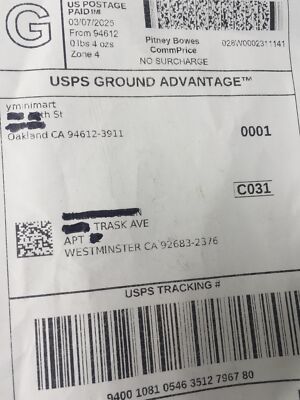 G
US POSTAGE
PAID IMI
03/07/2025
From 94612
0 lbs 4 ozs
Zone 4
Pitney Bowes
CommPrice
NO SURCHARGE
028W0002311141
USPS GROUND ADVANTAGE™
yminimart
th St
Oakland CA 94612-3911
0001
C031
N
TRASK AVE
APT
WESTMINSTER CA 92683-2376
USPS TRACKING #
9400 1081 0546 3512 7967 80